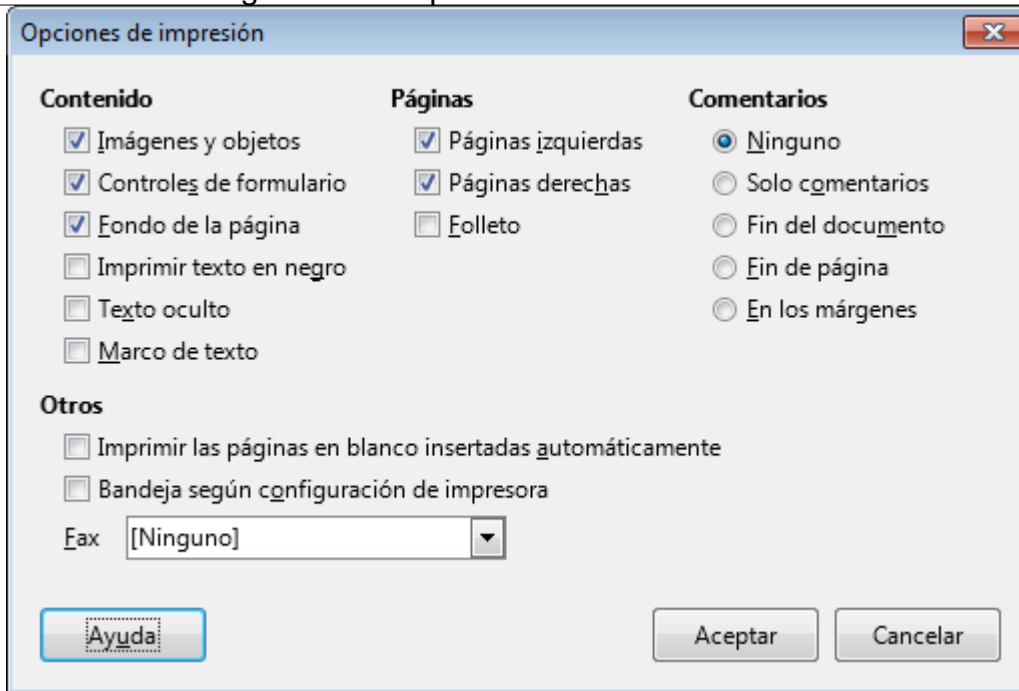 Opciones de impresión
Contenido
Imágenes y objetos
Controles de formulario
Fondo de la página
Imprimir texto en negro
Texto oculto
Marco de texto
Páginas
Páginas izquierdas
Páginas derechas
Folleto
Comentarios
Ninguno
Solo comentarios
Fin del documento
Fin de página
En los márgenes
Otros
Imprimir las páginas en blanco insertadas automáticamente
Bandeja según configuración de impresora
Fax [Ninguno]
Ayuda
Aceptar
Cancelar